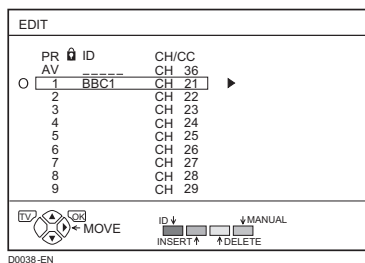 EDIT
PR ID CH/CC
AV _____ CH 36
O 1 BBC1 CH 21
2 CH 22
3 CH 23
4 CH 24
5 CH 25
6 CH 26
7 CH 27
8 CH 28
9 CH 29
TV OK
MOVE
ID MANUAL
INSERT DELETE
D0038-EN